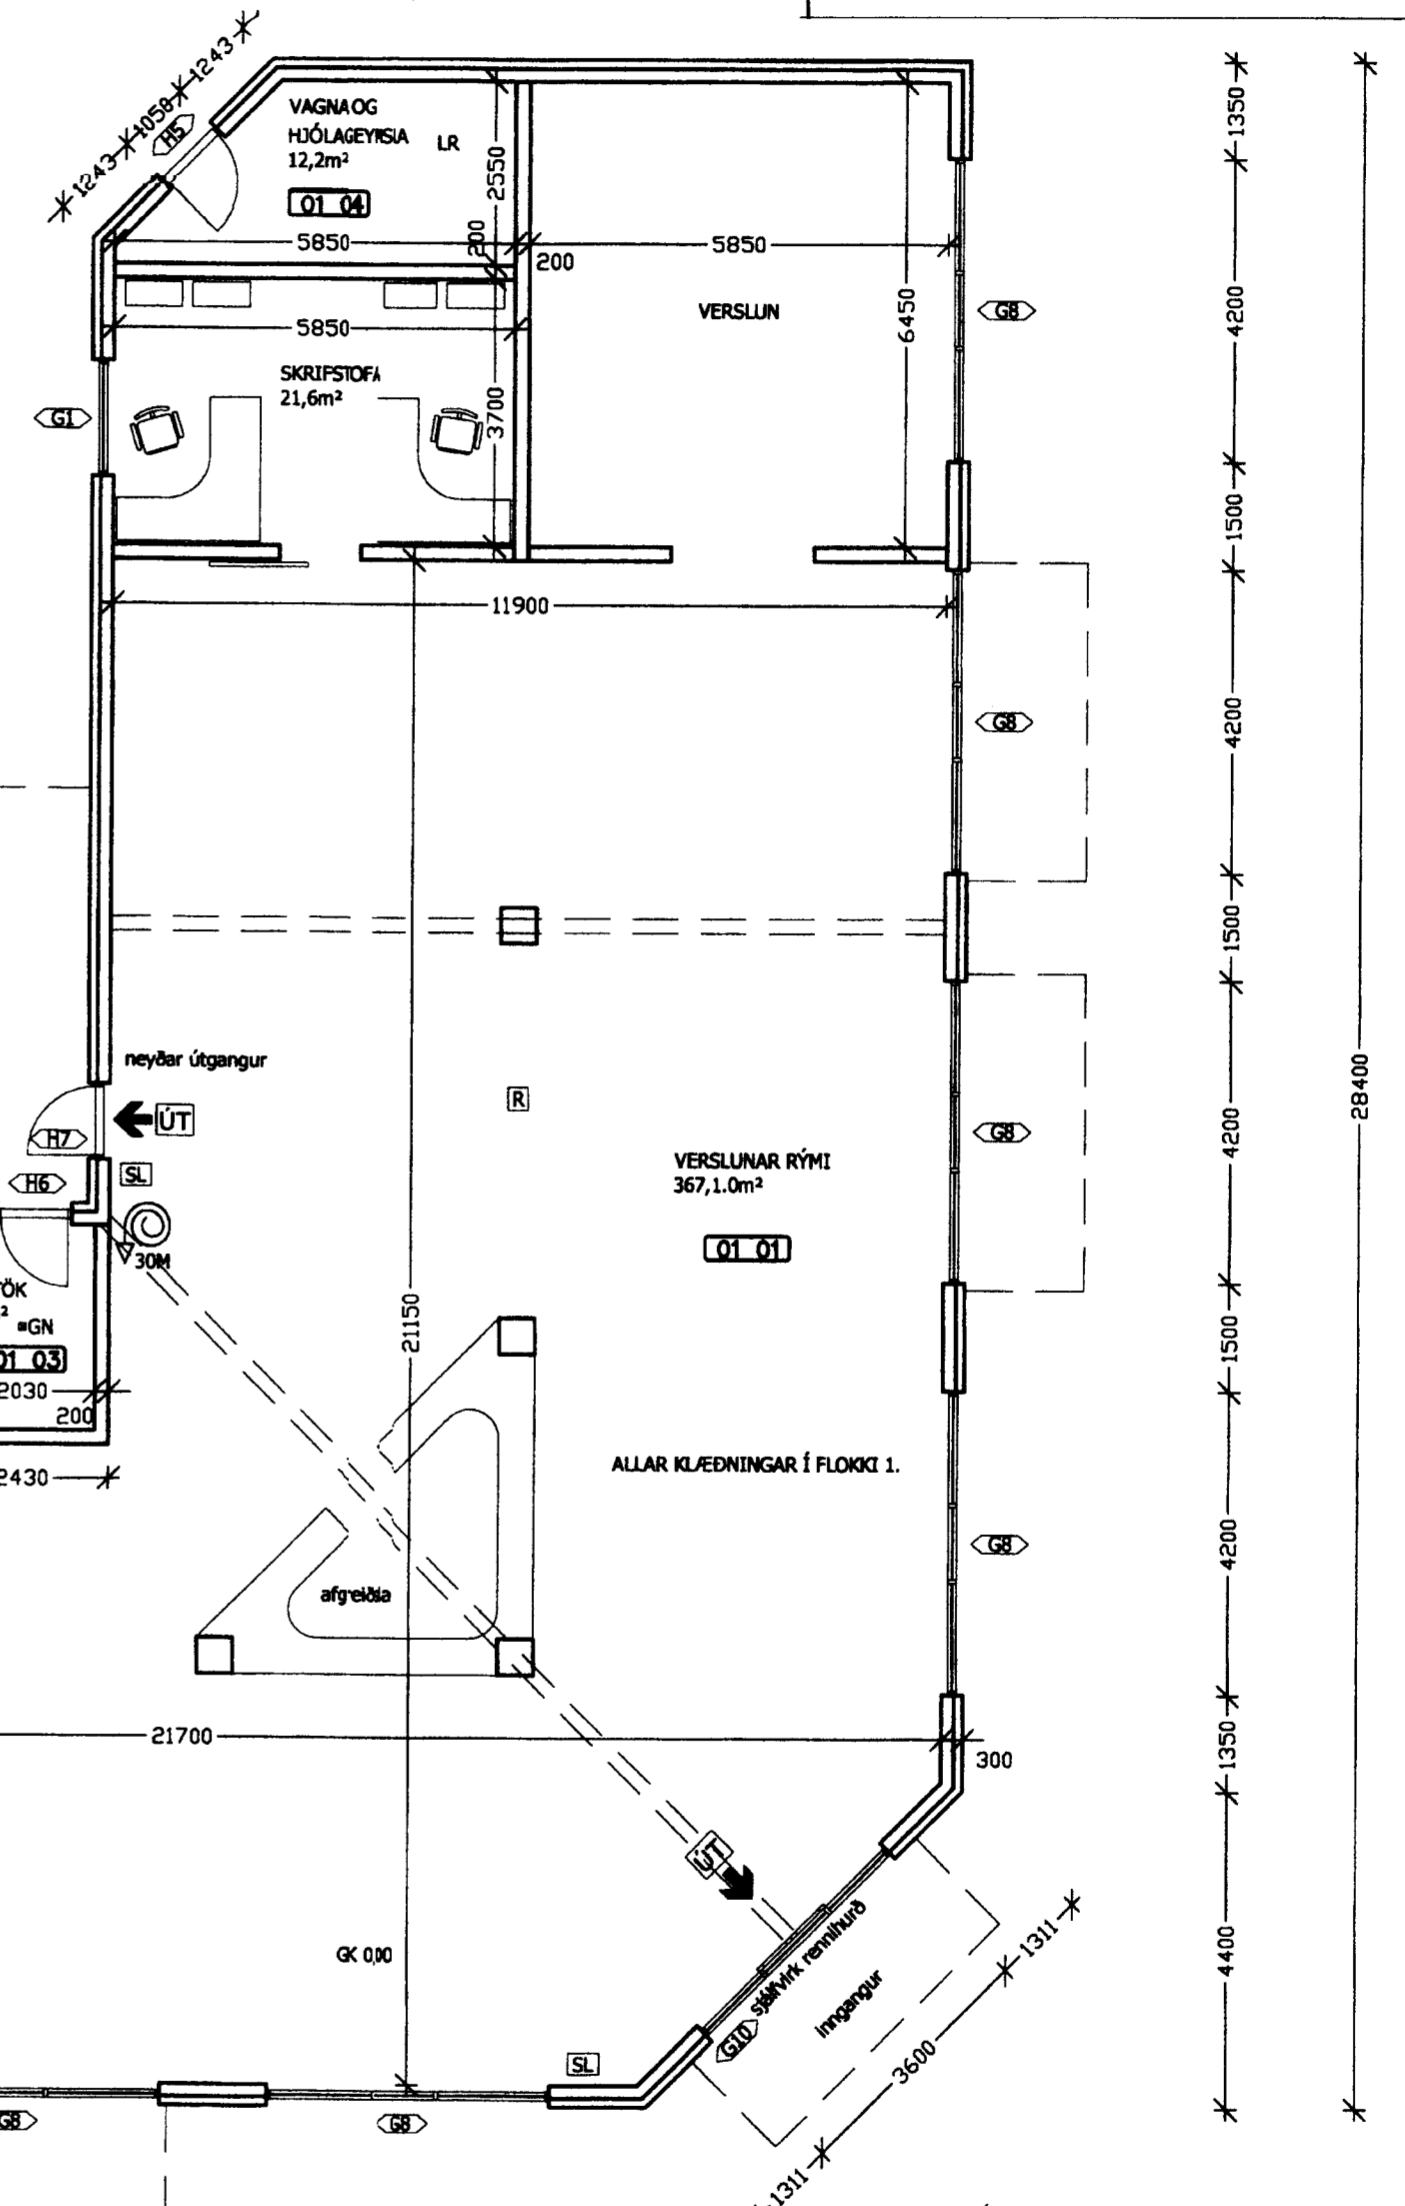 1243
1058
1243
H5
VAGNA OG
HJÓLAGEYMSLA
12,2m²
LR
01 04
2550
5850
200
200
5850
VERSLUN
6450
5850
SKRIFSTOFA
21,6m²
3700
G1
G8
1350
4200
1500
11900
G8
4200
1500
28400
neyðar útgangur
ÚT
H7
H6
SL
30M
R
VERSLUNAR RÝMI
367,1.0m²
01 01
G8
4200
1500
21150
GN
01 03
2030
200
2430
ALLAR KLÆÐNINGAR Í FLOKKI 1.
G8
4200
afgreiðsla
21700
300
1350
ÚT
sjálfvirk rennihurð
inngangur
G10
1311
3600
1311
4400
GK 0,00
SL
G8
G8